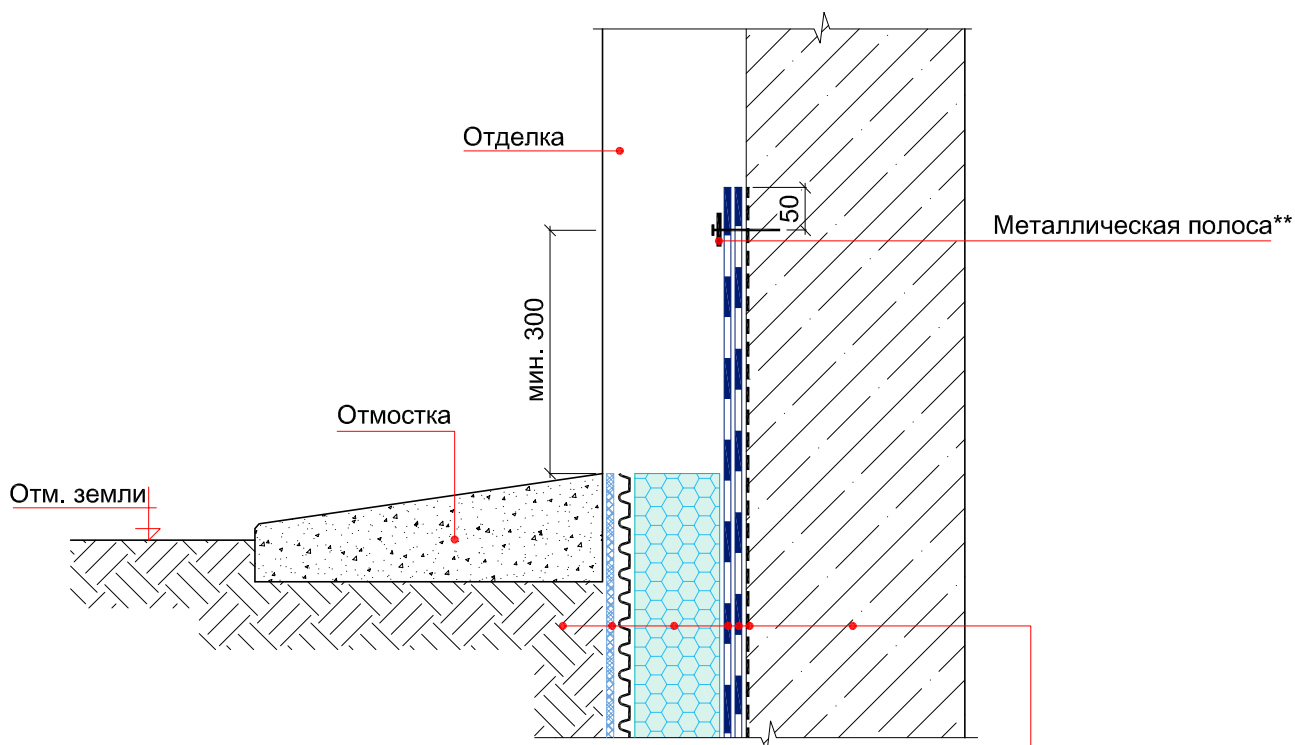 Отделка
50
Металлическая полоса**
мин. 300
Отмостка
Отм. земли